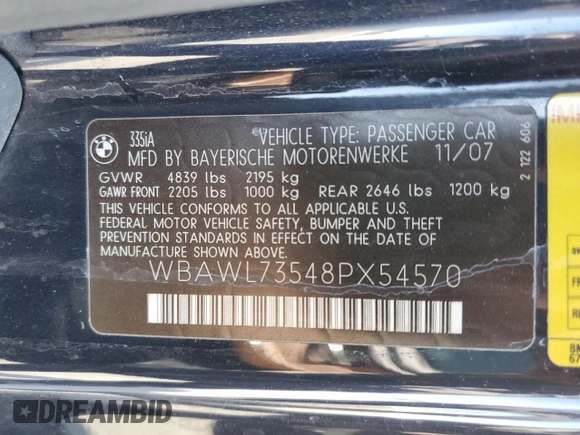 335iA VEHICLE TYPE: PASSENGER CAR
MFD BY BAYERISCHE MOTORENWERKE 11/07
GVWR 4839 lbs 2195 kg
GAWR FRONT 2205 lbs 1000 kg REAR 2646 lbs 1200 kg
THIS VEHICLE CONFORMS TO ALL APPLICABLE U.S.
FEDERAL MOTOR VEHICLE SAFETY, BUMPER AND THEFT
PREVENTION STANDARDS IN EFFECT ON THE DATE OF
MANUFACTURE SHOWN ABOVE.
WBAWL73548PX54570
2 122 606
DREAMBID